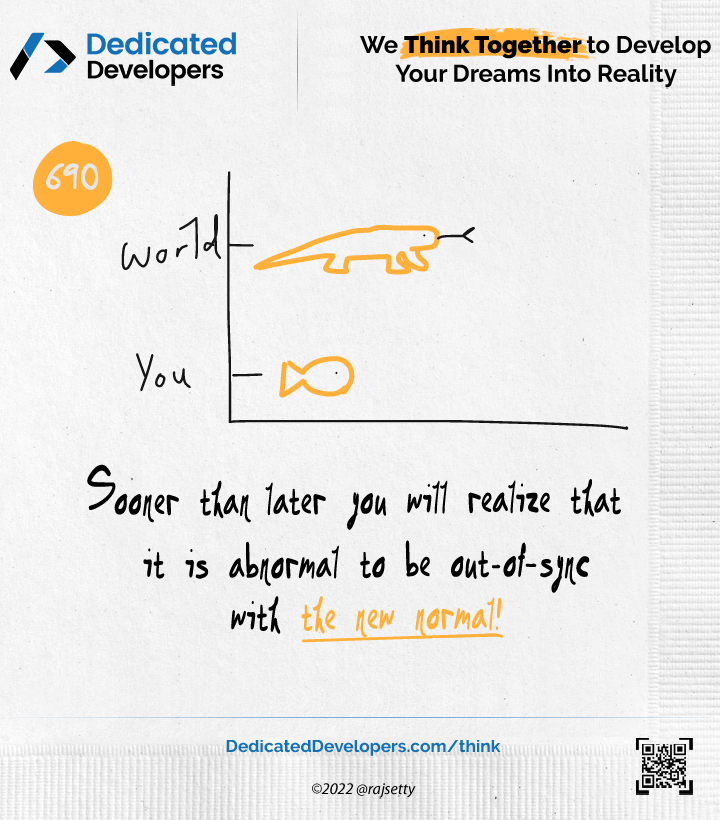 Dedicated
Developers
We Think Together to Develop
Your Dreams Into Reality
690
World
You
Sooner than later you will realize that
it is abnormal to be out-of-sync
with the new normal!
DedicatedDevelopers.com/think
©2022 @rajsetty